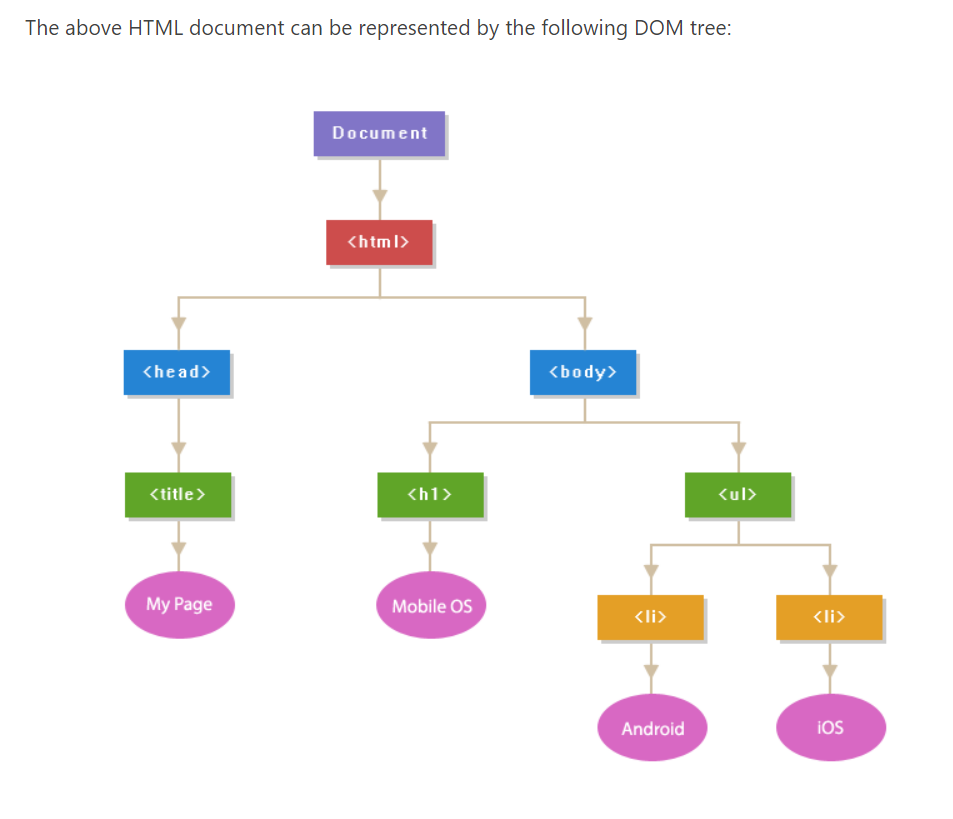 The above HTML document can be represented by the following DOM tree:
Document
<html>
<head>
<body>
<title>
<h1>
<ul>
My Page
Mobile OS
<li>
<li>
Android
iOS